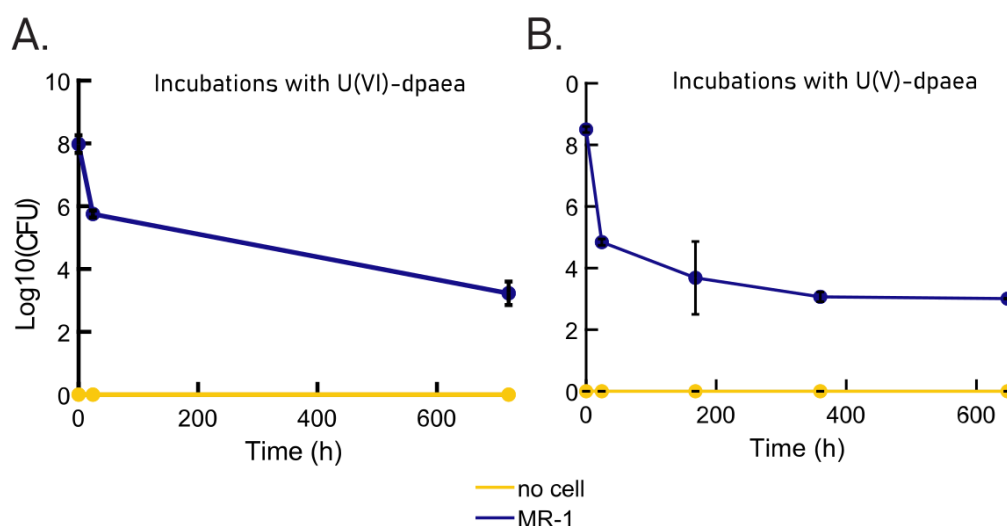 A.
B.
Incubations with U(VI)-dpaea
Incubations with U(V)-dpaea
Log10(CFU)
10
8
6
4
2
0
0
200
400
600
Time (h)
0
8
6
4
2
0
0
200
400
600
Time (h)
no cell
MR-1